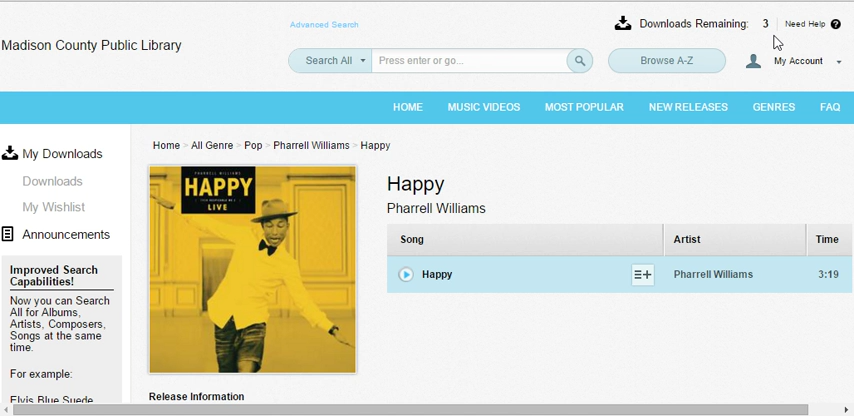 Advanced Search
Downloads Remaining: 3
Need Help ?
Madison County Public Library
Search All
Press enter or go...
Browse A-Z
My Account
HOME MUSIC VIDEOS MOST POPULAR NEW RELEASES GENRES FAQ
My Downloads
Downloads
My Wishlist
Announcements
Improved Search
Capabilities!
Now you can Search
All for Albums,
Artists, Composers,
Songs at the same
time.
For example:
Elvis Blue Suede
Home > All Genre > Pop > Pharrell Williams > Happy
PHARRELL WILLIAMS
HAPPY
LIVE
Release Information
Happy
Pharrell Williams
Song Artist Time
Happy Pharrell Williams 3:19